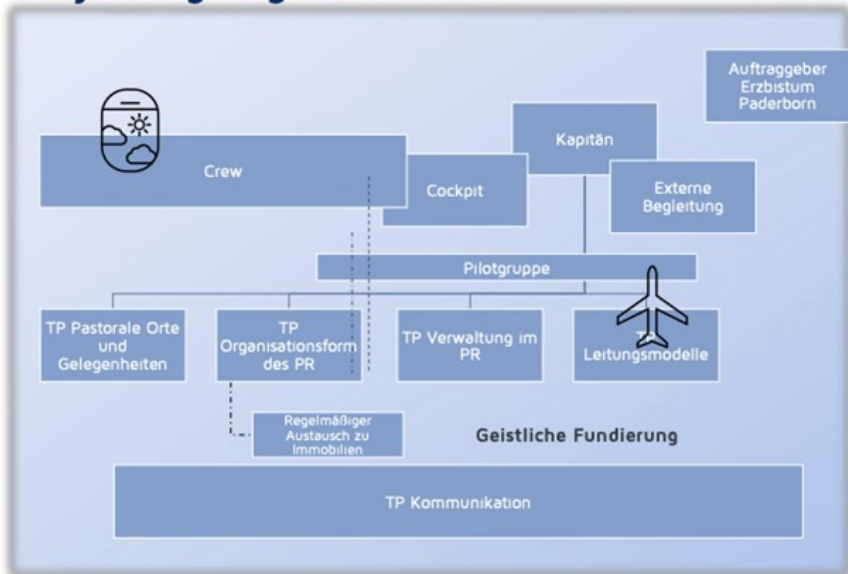 Auftraggeber
Erzbistum
Paderborn
Kapitän
Crew
Cockpit
Externe
Begleitung
Pilotgruppe
TP Pastorale Orte
und
Gelegenheiten
TP
Organisationsform
des PR
TP Verwaltung im
PR
TP
Leitungsmodelle
Regelmäßiger
Austausch zu
Immobilien
Geistliche Fundierung
TP Kommunikation